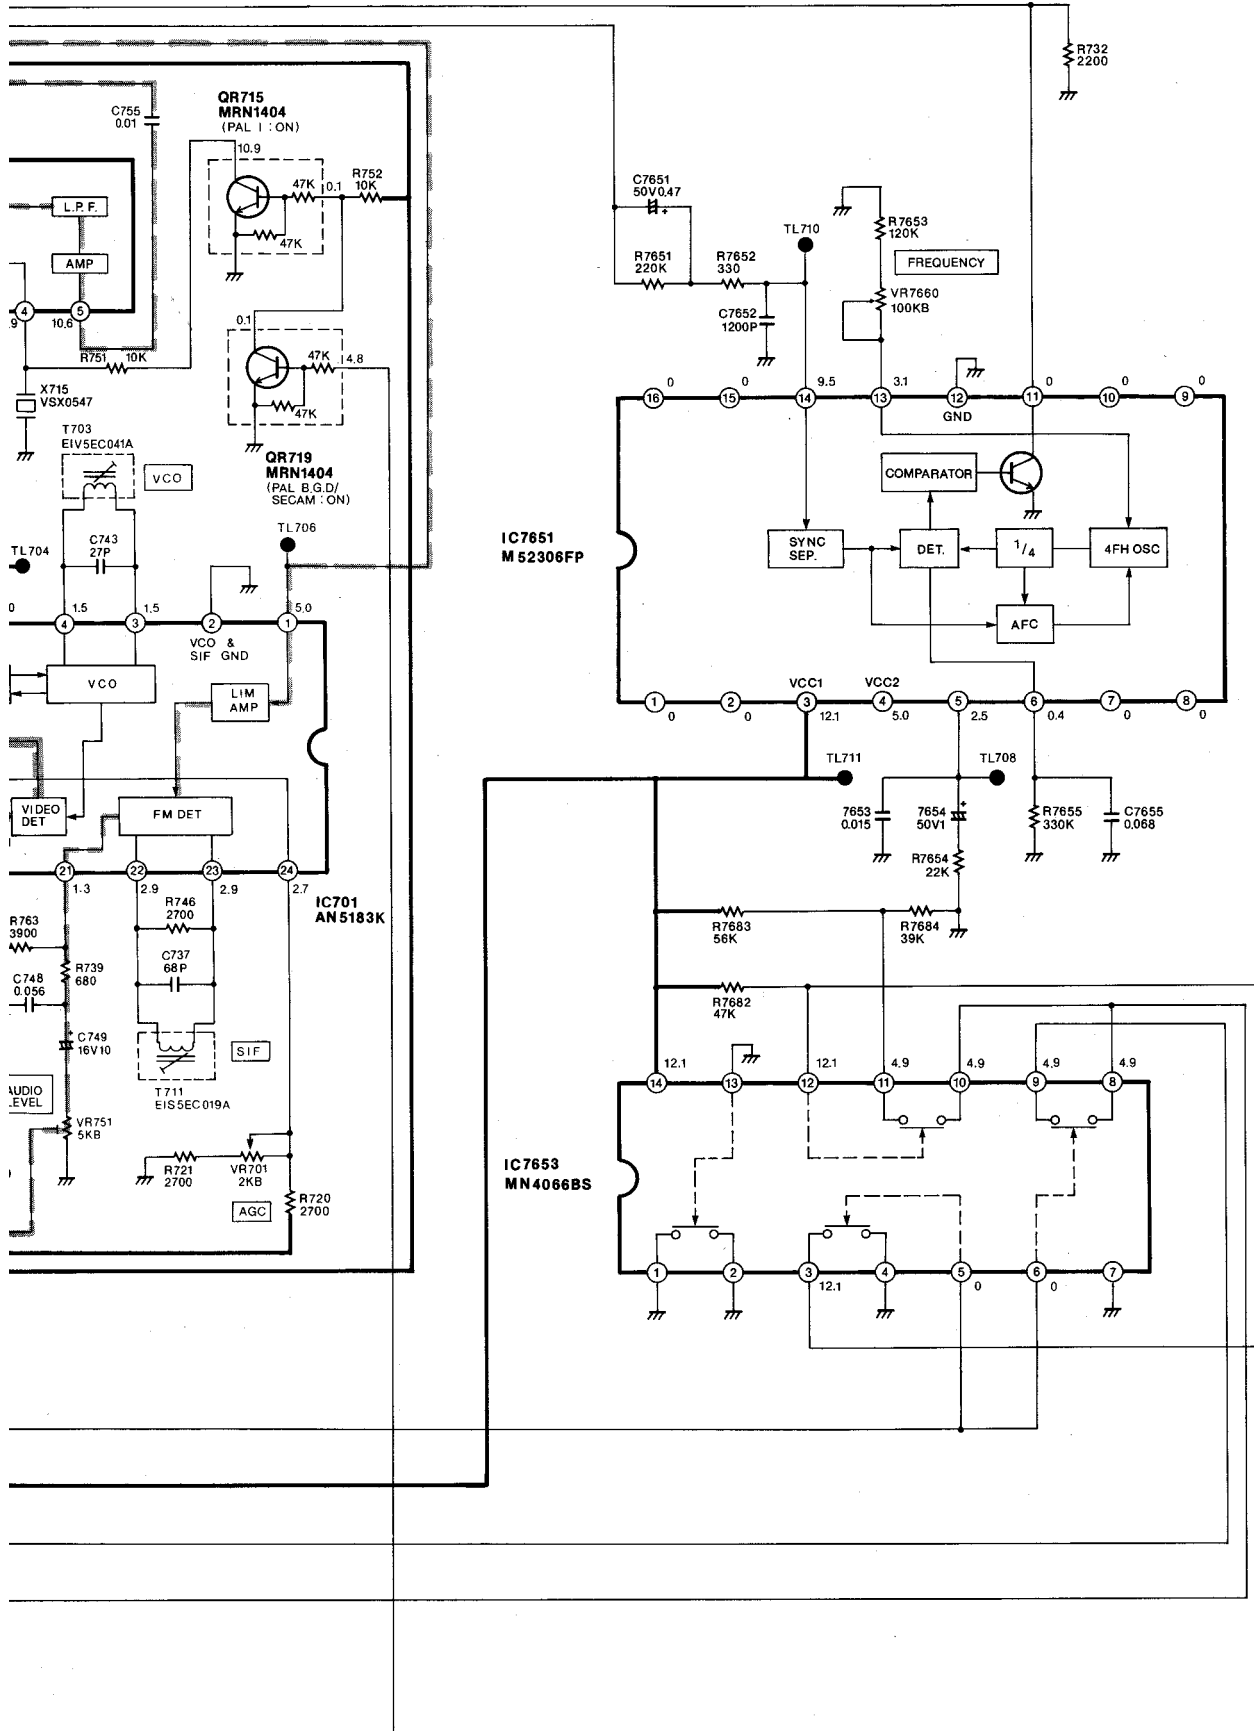 R732
2200
QR715
MRN1404
(PAL I : ON)
C755
0.01
10.9
47K
0.1
R752
10K
47K
L.P.F.
AMP
4
5
.9
10.6
R751
10K
0.1
47K
4.8
47K
X715
VSX0547
QR719
MRN1404
(PAL B.G.D/
SECAM : ON)
T703
EIV5EC041A
VCO
C743
27P
TL704
TL706
0
1.5
1.5
5.0
4
3
2
1
VCO &
SIF GND
VCO
LIM
AMP
VIDEO
DET
FM DET
21
22
23
24
1.3
2.9
2.9
2.7
IC701
AN5183K
R763
3900
R746
2700
C737
68P
R739
680
C748
0.056
C749
16V10
SIF
T711
EIS5EC019A
AUDIO
LEVEL
VR751
5KB
R721
2700
VR701
2KB
AGC
R720
2700
C7651
50V0.47
+
R7651
220K
R7652
330
TL710
C7652
1200P
R7653
120K
FREQUENCY
VR7660
100KB
16
0
15
0
14
9.5
13
3.1
12
GND
11
0
10
0
9
0
IC7651
M52306FP
COMPARATOR
SYNC
SEP.
DET.
1/4
4FH OSC
AFC
VCC1
VCC2
1
0
2
0
3
12.1
4
5.0
5
2.5
6
0.4
7
0
8
0
TL711
TL708
7653
0.015
7654
50V1
+
R7655
330K
C7655
0.068
R7654
22K
R7683
56K
R7684
39K
R7682
47K
14
12.1
13
12
12.1
11
4.9
10
4.9
9
4.9
8
4.9
IC7653
MN4066BS
1
2
3
12.1
4
5
0
6
0
7